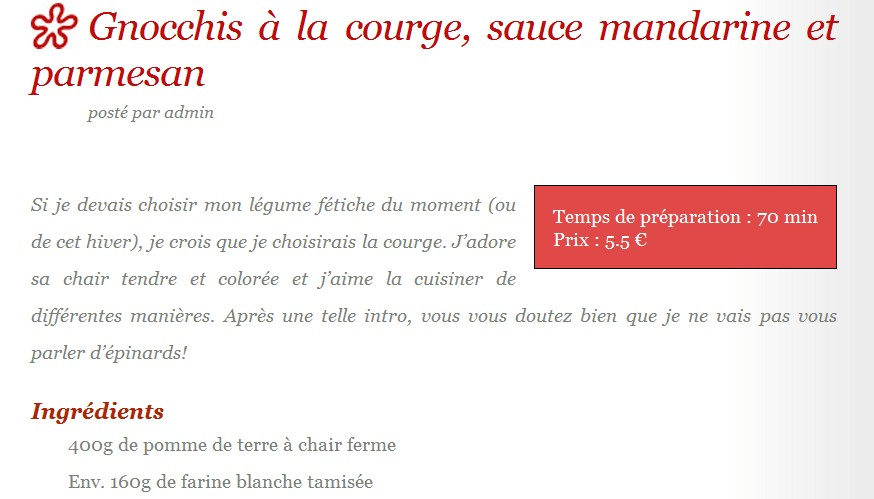 Gnocchis à la courge, sauce mandarine et
parmesan
posté par admin
Si je devais choisir mon légume fétiche du moment (ou
de cet hiver), je crois que je choisirais la courge. J’adore
sa chair tendre et colorée et j’aime la cuisiner de
différentes manières. Après une telle intro, vous vous doutez bien que je ne vais pas vous
parler d’épinards!
Temps de préparation : 70 min
Prix : 5.5 €
Ingrédients
400g de pomme de terre à chair ferme
Env. 160g de farine blanche tamisée